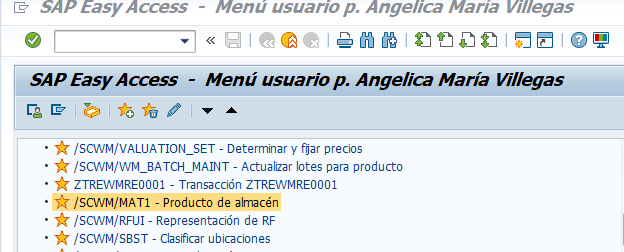 SAP Easy Access - Menú usuario p. Angelica María Villegas
SAP Easy Access - Menú usuario p. Angelica María Villegas
/SCWM/VALUATION_SET - Determinar y fijar precios
/SCWM/WM_BATCH_MAINT - Actualizar lotes para producto
ZTREWMRE0001 - Transacción ZTREWMRE0001
/SCWM/MAT1 - Producto de almacén
/SCWM/RFUI - Representación de RF
/SCWM/SBST - Clasificar ubicaciones